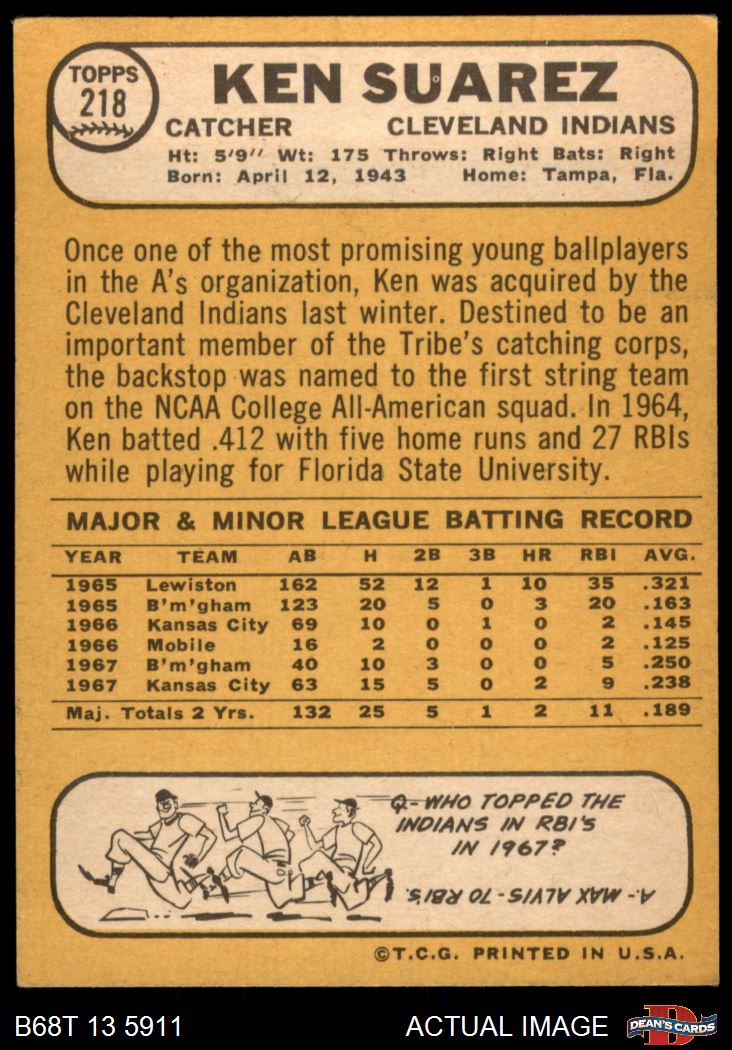 TOPPS
218
KEN SUAREZ
CATCHER CLEVELAND INDIANS
Ht: 5'9" Wt: 175 Throws: Right Bats: Right
Born: April 12, 1943 Home: Tampa, Fla.
Once one of the most promising young ballplayers
in the A's organization, Ken was acquired by the
Cleveland Indians last winter. Destined to be an
important member of the Tribe's catching corps,
the backstop was named to the first string team
on the NCAA College All-American squad. In 1964,
Ken batted .412 with five home runs and 27 RBIs
while playing for Florida State University.
MAJOR & MINOR LEAGUE BATTING RECORD
YEAR TEAM AB H 2B 3B HR RBI AVG.
1965 Lewiston 162 52 12 1 10 35 .321
1965 B'm'gham 123 20 5 0 3 20 .163
1966 Kansas City 69 10 0 1 0 2 .145
1966 Mobile 16 2 0 0 0 2 .125
1967 B'm'gham 40 10 3 0 0 5 .250
1967 Kansas City 63 15 5 0 2 9 .238
Maj. Totals 2 Yrs. 132 25 5 1 2 11 .189
Q-WHO TOPPED THE
INDIANS IN RBI'S
IN 1967?
A.- MAX ALVIS-70 RBI'S.
©T.C.G. PRINTED IN U.S.A.
B68T 13 5911 ACTUAL IMAGE DEAN'S CARDS